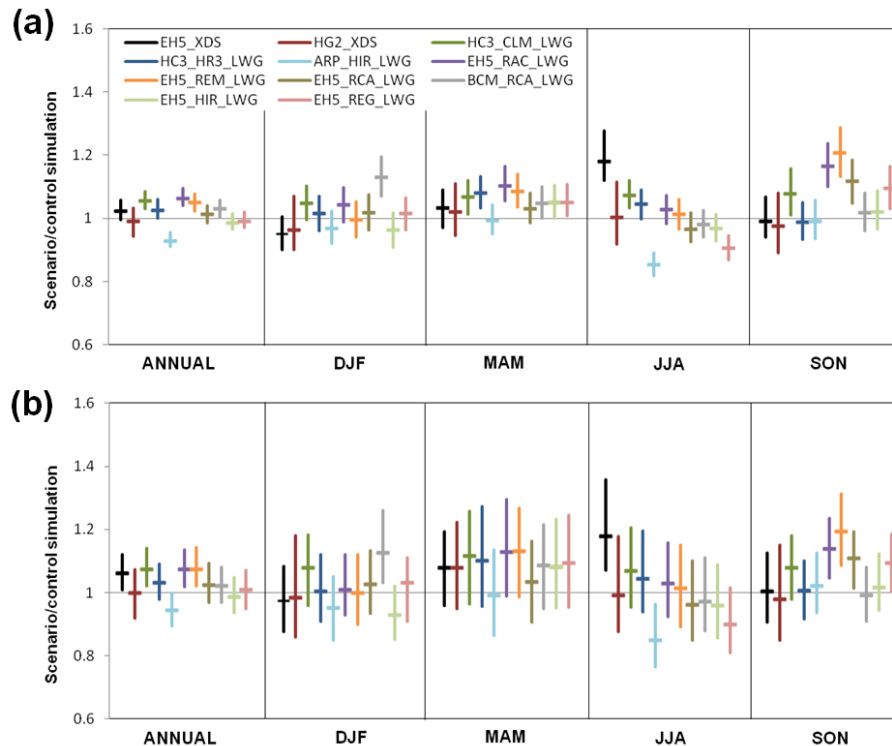 (a)
1.6
EH5_XDS HG2_XDS HC3_CLM_LWG
HC3_HR3_LWG ARP_HIR_LWG EH5_RAC_LWG
1.4
EH5_REM_LWG EH5_RCA_LWG BCM_RCA_LWG
EH5_HIR_LWG EH5_REG_LWG
1.2
1
0.8
0.6
Scenario/control simulation
ANNUAL DJF MAM JJA SON
(b)
1.6
1.4
1.2
1
0.8
0.6
Scenario/control simulation
ANNUAL DJF MAM JJA SON